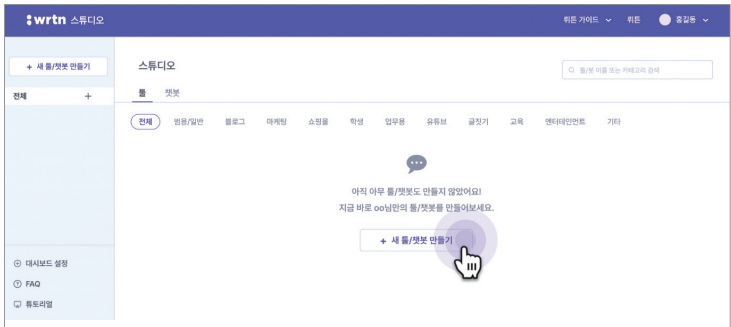 wrtn 스튜디오
뤼튼 가이드
뤼튼
홍길동
+ 새 툴/챗봇 만들기
전체 +
스튜디오
툴/봇 이름 또는 카테고리 검색
툴 챗봇
전체 범용/일반 블로그 마케팅 쇼핑몰 학생 업무용 유튜브 글짓기 교육 엔터테인먼트 기타
아직 아무 툴/챗봇도 만들지 않았어요!
지금 바로 oo님만의 툴/챗봇를 만들어보세요.
+ 새 툴/챗봇 만들기
대시보드 설정
FAQ
튜토리얼